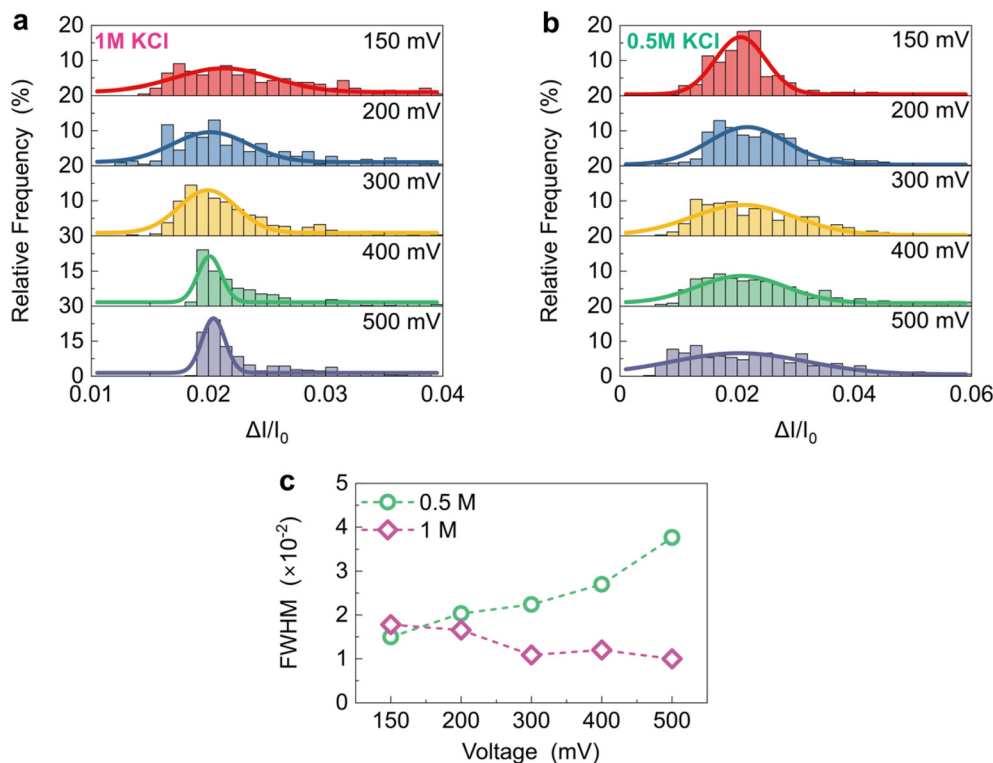 a
1M KCl
Relative Frequency (%)
20
10
20
10
20
10
30
15
30
15
0
150 mV
200 mV
300 mV
400 mV
500 mV
0.01
0.02
0.03
0.04
ΔI/I0
b
0.5M KCl
Relative Frequency (%)
20
10
20
10
20
10
20
10
20
10
0
150 mV
200 mV
300 mV
400 mV
500 mV
0
0.02
0.04
0.06
ΔI/I0
c
0.5 M
1 M
FWHM (×10-2)
5
4
3
2
1
0
150
200
300
400
500
Voltage (mV)